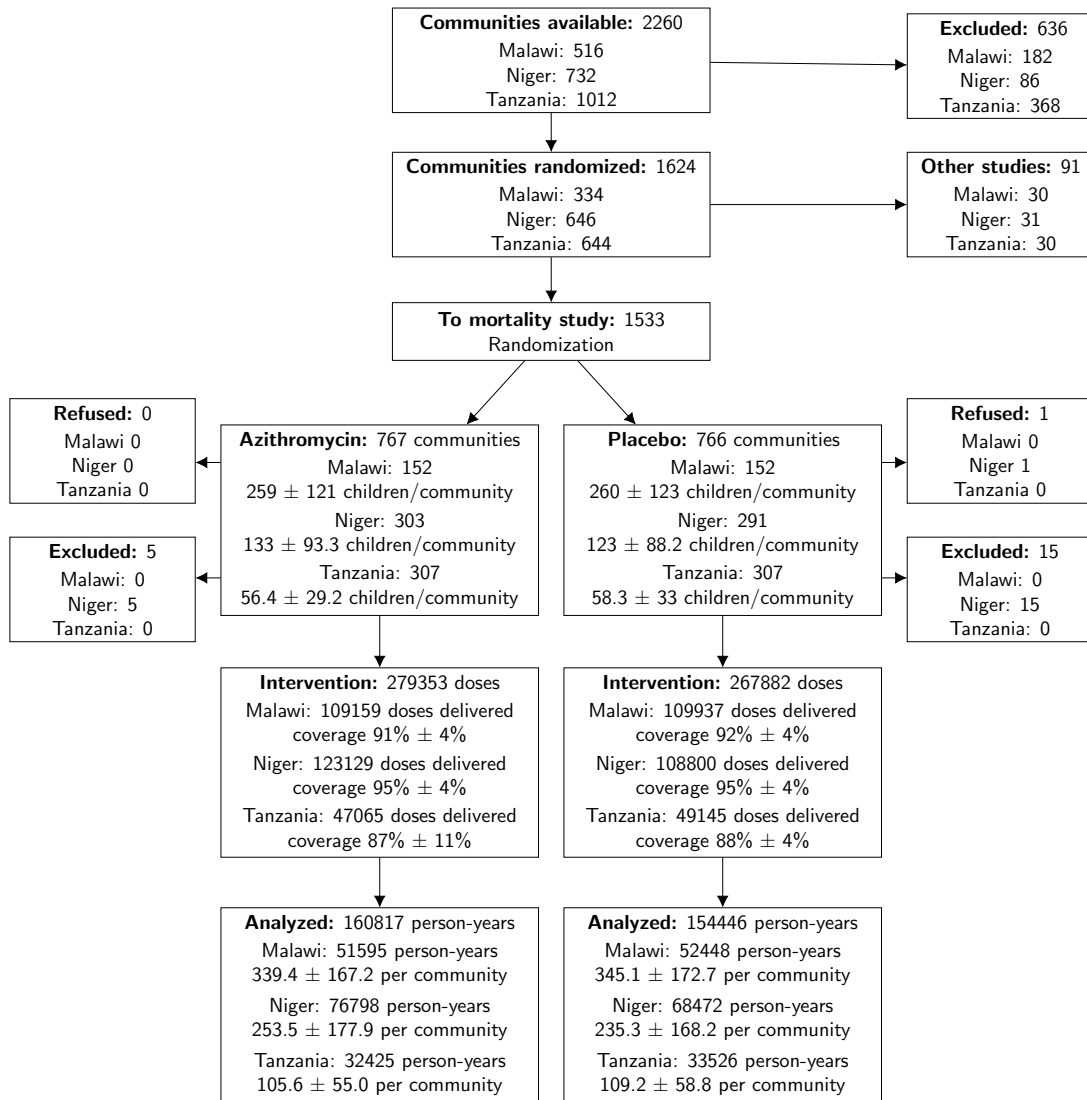 Communities available: 2260
Malawi: 516
Niger: 732
Tanzania: 1012
Excluded: 636
Malawi: 182
Niger: 86
Tanzania: 368
Communities randomized: 1624
Malawi: 334
Niger: 646
Tanzania: 644
Other studies: 91
Malawi: 30
Niger: 31
Tanzania: 30
To mortality study: 1533
Randomization
Refused: 0
Malawi 0
Niger 0
Tanzania 0
Excluded: 5
Malawi: 0
Niger: 5
Tanzania: 0
Azithromycin: 767 communities
Malawi: 152
259 ± 121 children/community
Niger: 303
133 ± 93.3 children/community
Tanzania: 307
56.4 ± 29.2 children/community
Placebo: 766 communities
Malawi: 152
260 ± 123 children/community
Niger: 291
123 ± 88.2 children/community
Tanzania: 307
58.3 ± 33 children/community
Refused: 1
Malawi 0
Niger 1
Tanzania 0
Excluded: 15
Malawi: 0
Niger: 15
Tanzania: 0
Intervention: 279353 doses
Malawi: 109159 doses delivered
coverage 91% ± 4%
Niger: 123129 doses delivered
coverage 95% ± 4%
Tanzania: 47065 doses delivered
coverage 87% ± 11%
Intervention: 267882 doses
Malawi: 109937 doses delivered
coverage 92% ± 4%
Niger: 108800 doses delivered
coverage 95% ± 4%
Tanzania: 49145 doses delivered
coverage 88% ± 4%
Analyzed: 160817 person-years
Malawi: 51595 person-years
339.4 ± 167.2 per community
Niger: 76798 person-years
253.5 ± 177.9 per community
Tanzania: 32425 person-years
105.6 ± 55.0 per community
Analyzed: 154446 person-years
Malawi: 52448 person-years
345.1 ± 172.7 per community
Niger: 68472 person-years
235.3 ± 168.2 per community
Tanzania: 33526 person-years
109.2 ± 58.8 per community